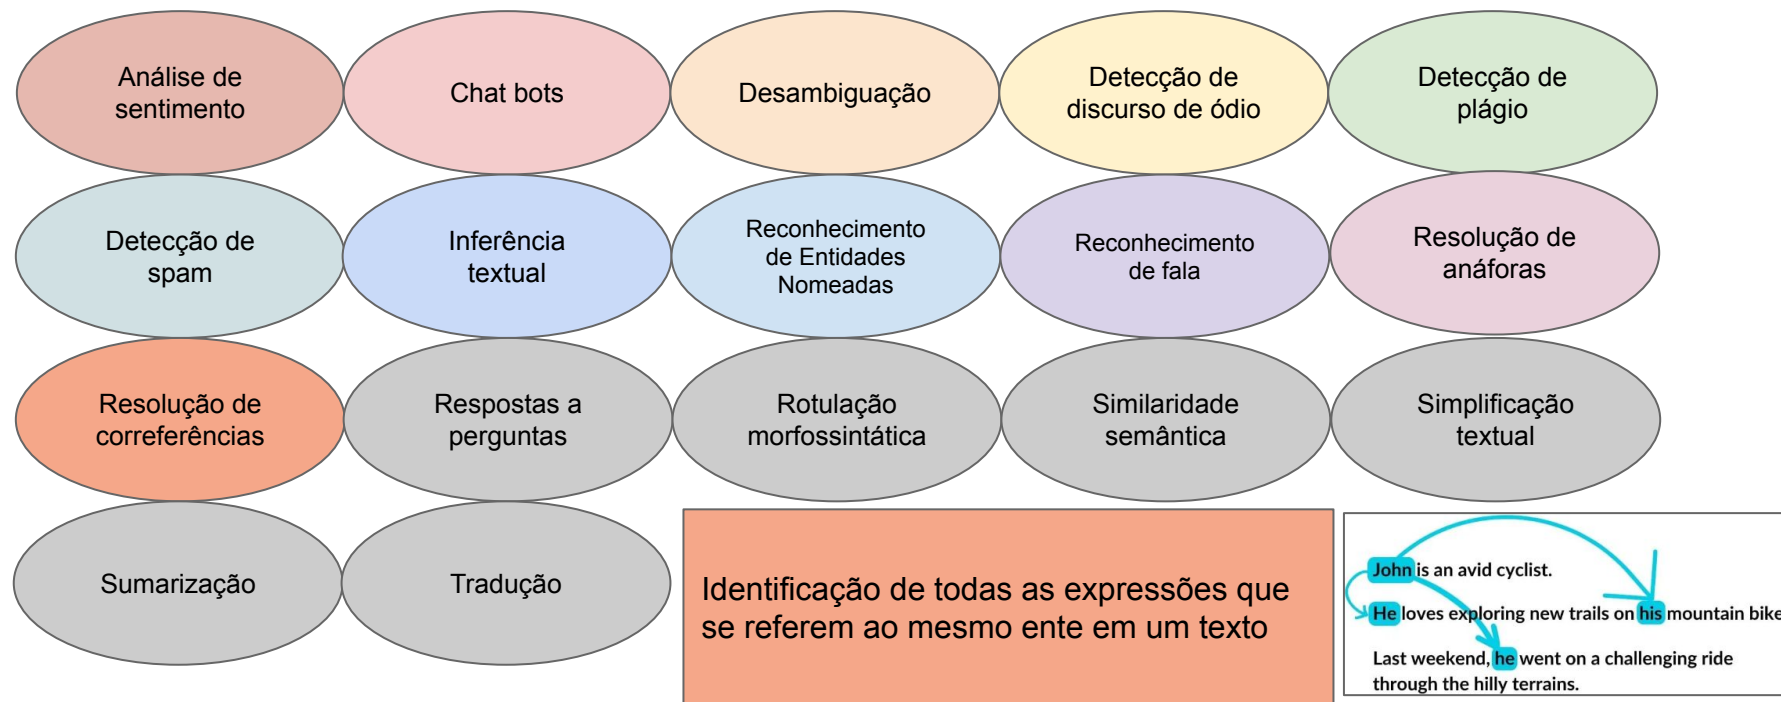 Análise de
sentimento
Chat bots
Desambiguação
Detecção de
discurso de ódio
Detecção de
plágio
Detecção de
spam
Inferência
textual
Reconhecimento
de Entidades
Nomeadas
Reconhecimento
de fala
Resolução de
anáforas
Resolução de
correferências
Respostas a
perguntas
Rotulação
morfossintática
Similaridade
semântica
Simplificação
textual
Sumarização
Tradução
Identificação de todas as expressões que
se referem ao mesmo ente em um texto
John is an avid cyclist.
He loves exploring new trails on his mountain bike
Last weekend, he went on a challenging ride
through the hilly terrains.